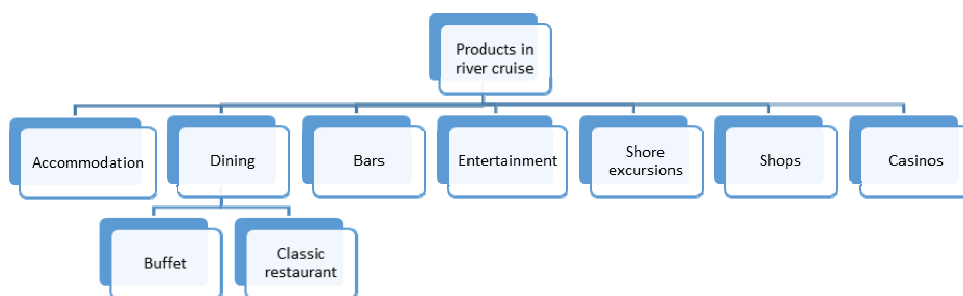 Products in
river cruise
Accommodation
Dining
Bars
Entertainment
Shore
excursions
Shops
Casinos
Buffet
Classic
restaurant